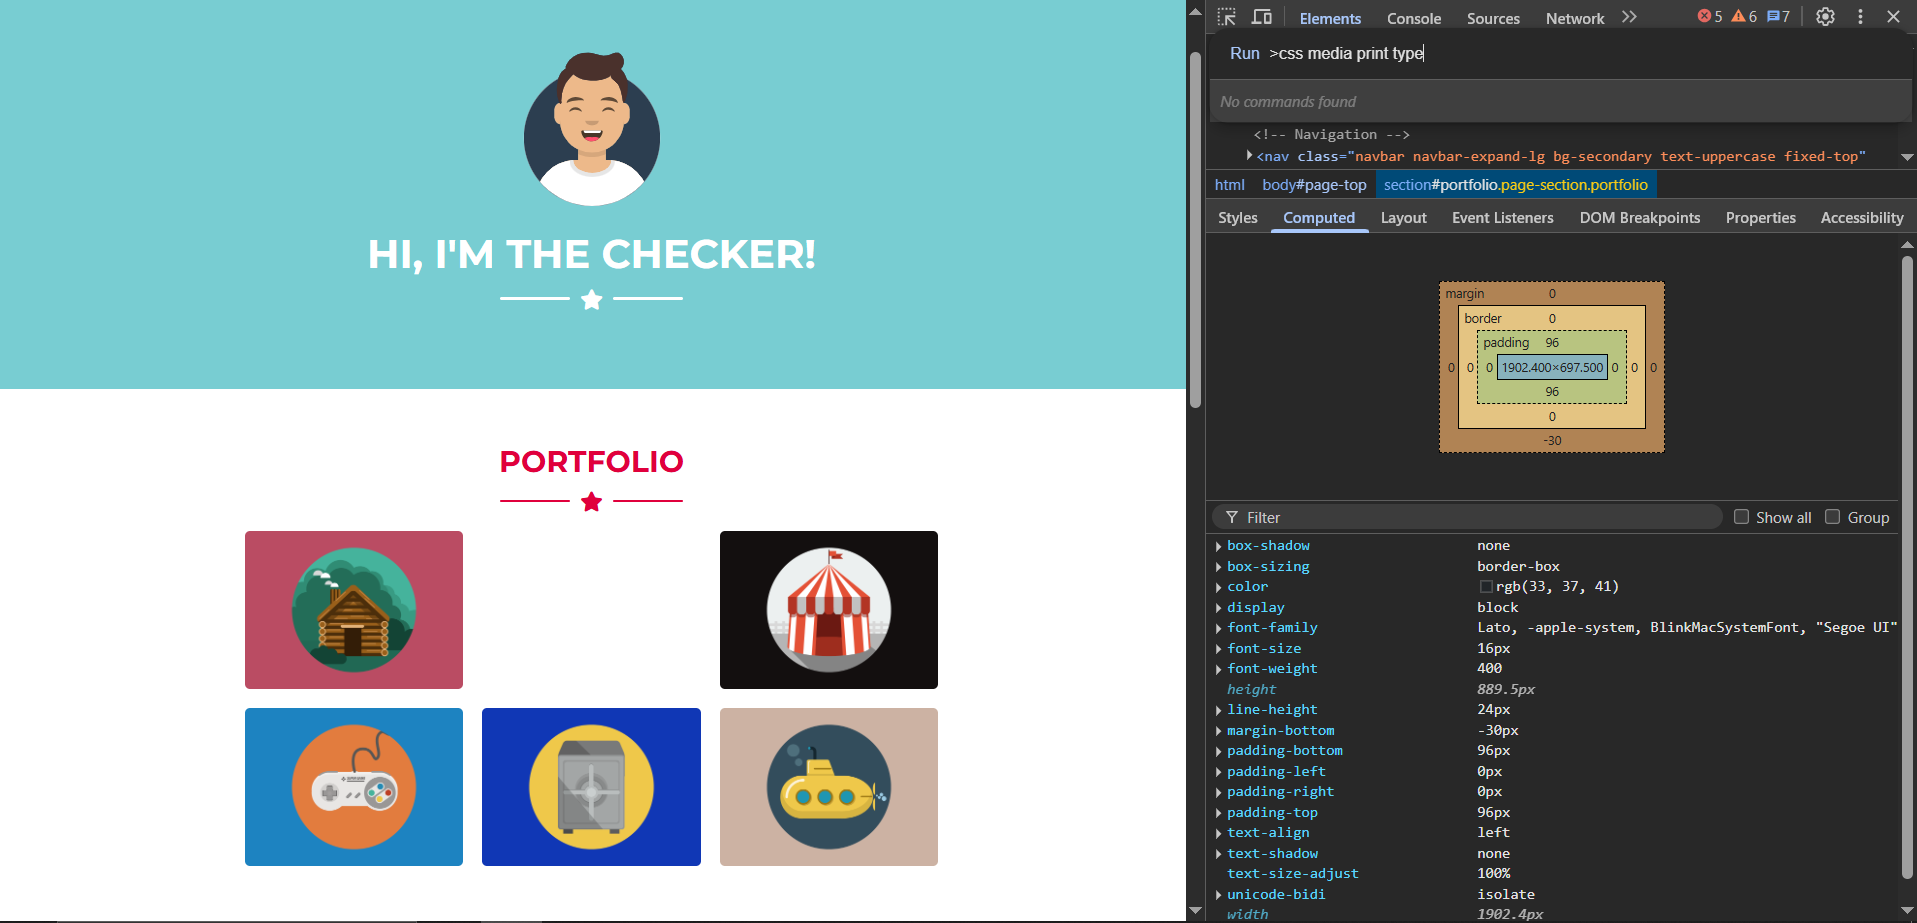 HI, I'M THE CHECKER!
PORTFOLIO
Elements Console Sources Network 5 6 7
Run >css media print type
No commands found
<!-- Navigation -->
<nav class="navbar navbar-expand-lg bg-secondary text-uppercase fixed-top"
html body#page-top section#portfolio.page-section.portfolio
Styles Computed Layout Event Listeners DOM Breakpoints Properties Accessibility
margin 0
border 0
padding 96
0 0 0 1902.400×697.500 0 0 0
96
0
-30
Filter Show all Group
box-shadow none
box-sizing border-box
color rgb(33, 37, 41)
display block
font-family Lato, -apple-system, BlinkMacSystemFont, "Segoe UI"
font-size 16px
font-weight 400
height 889.5px
line-height 24px
margin-bottom -30px
padding-bottom 96px
padding-left 0px
padding-right 0px
padding-top 96px
text-align left
text-shadow none
text-size-adjust 100%
unicode-bidi isolate
width 1902.4px